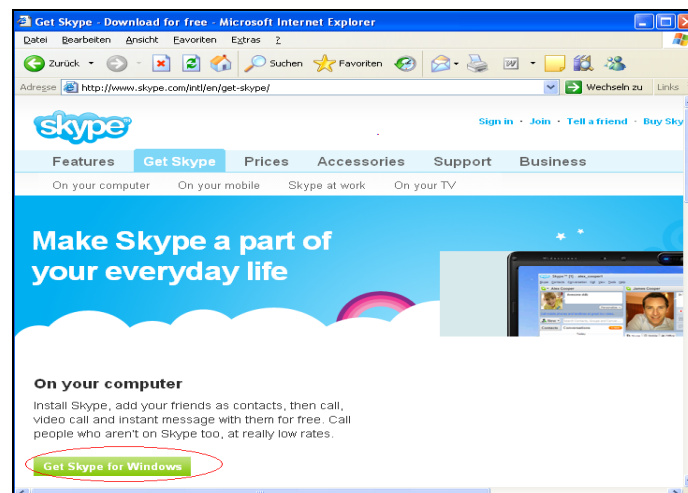 Get Skype - Download for free - Microsoft Internet Explorer
Datei Bearbeiten Ansicht Favoriten Extras ?
Zurück Suchen Favoriten
Adresse http://www.skype.com/intl/en/get-skype/ Wechseln zu Links
skype
Sign in · Join · Tell a friend · Buy Sky
Features Get Skype Prices Accessories Support Business
On your computer On your mobile Skype at work On your TV
Make Skype a part of
your everyday life
On your computer
Install Skype, add your friends as contacts, then call,
video call and instant message with them for free. Call
people who aren't on Skype too, at really low rates.
Get Skype for Windows